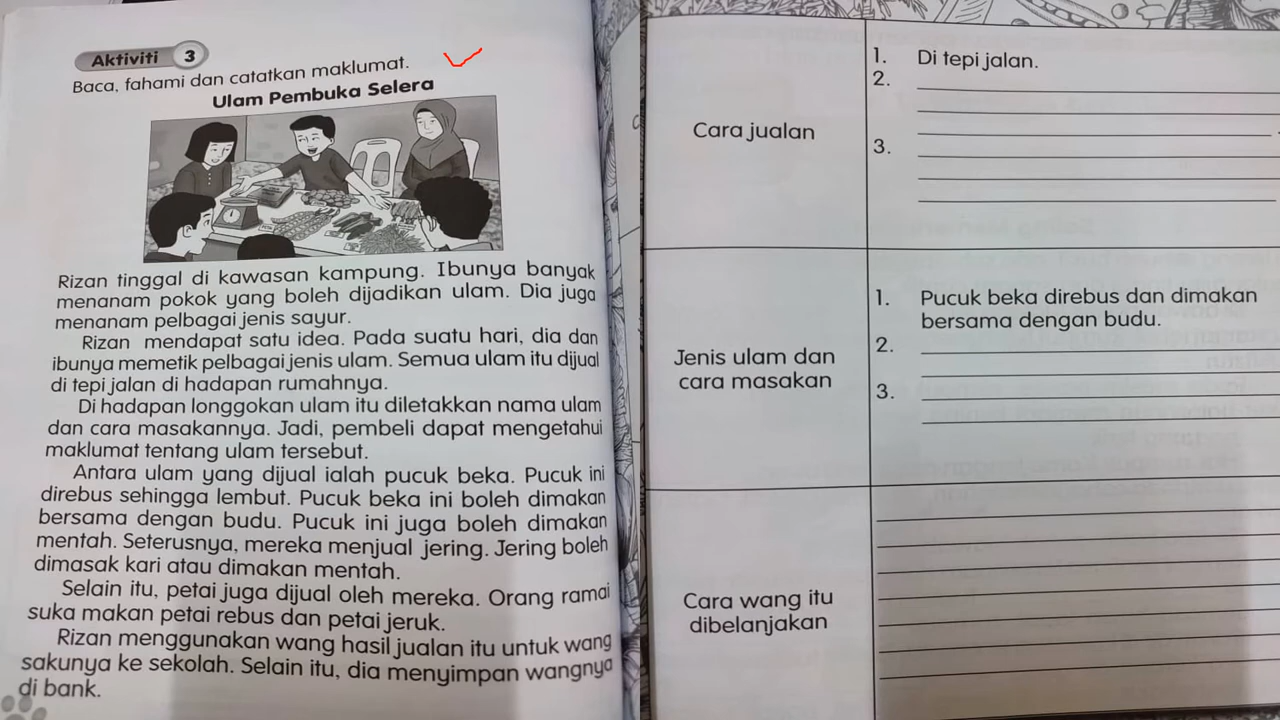 Aktiviti 3
Baca, fahami dan catatkan maklumat.
Ulam Pembuka Selera
Rizan tinggal di kawasan kampung. Ibunya banyak
menanam pokok yang boleh dijadikan ulam. Dia juga
menanam pelbagai jenis sayur.
Rizan mendapat satu idea. Pada suatu hari, dia dan
ibunya memetik pelbagai jenis ulam. Semua ulam itu dijual
di tepi jalan di hadapan rumahnya.
Di hadapan longgokan ulam itu diletakkan nama ulam
dan cara masakannya. Jadi, pembeli dapat mengetahui
maklumat tentang ulam tersebut.
Antara ulam yang dijual ialah pucuk beka. Pucuk ini
direbus sehingga lembut. Pucuk beka ini boleh dimakan
bersama dengan budu. Pucuk ini juga boleh dimakan
mentah. Seterusnya, mereka menjual jering. Jering boleh
dimasak kari atau dimakan mentah.
Selain itu, petai juga dijual oleh mereka. Orang ramai
suka makan petai rebus dan petai jeruk.
Rizan menggunakan wang hasil jualan itu untuk wang
sakunya ke sekolah. Selain itu, dia menyimpan wangnya
di bank.
Cara jualan
1. Di tepi jalan.
2.
3.
Jenis ulam dan
cara masakan
1. Pucuk beka direbus dan dimakan
bersama dengan budu.
2.
3.
Cara wang itu
dibelanjakan